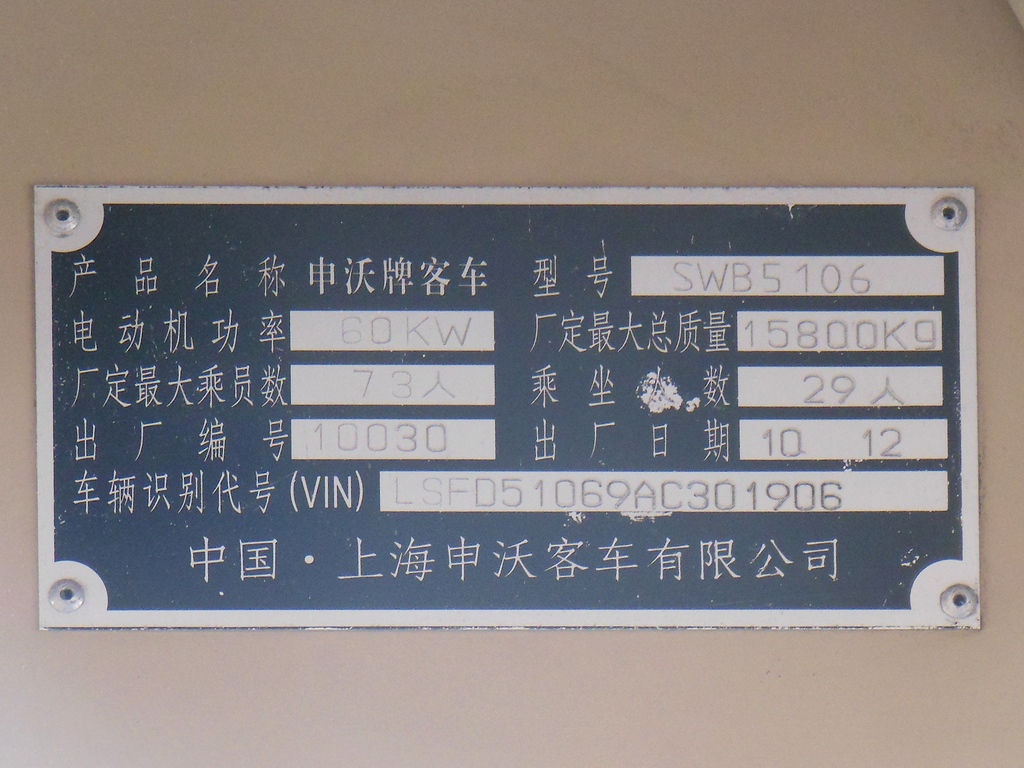 产品名称 申沃牌客车 型号 SWB5106
电动机功率 60KW 厂定最大总质量 15800Kg
厂定最大乘员数 73人 乘坐人数 29人
出厂编号 10030 出厂日期 10 12
车辆识别代号(VIN) LSFD51069AC301906
中国·上海申沃客车有限公司